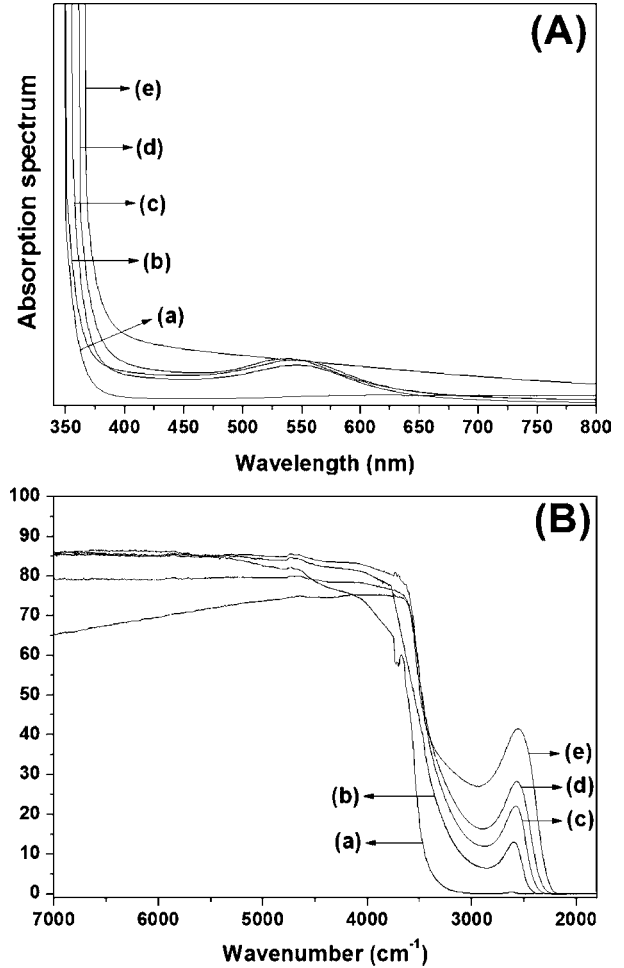 (A)
Absorption spectrum
(e)
(d)
(c)
(b)
(a)
350 400 450 500 550 600 650 700 750 800
Wavelength (nm)
(B)
100
90
80
70
60
50
40
30
20
10
0
(e)
(d)
(b)
(c)
(a)
7000 6000 5000 4000 3000 2000
Wavenumber (cm⁻¹)